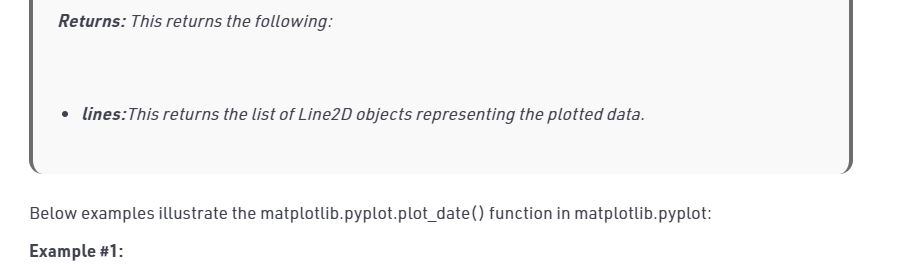 Returns: This returns the following:
lines:This returns the list of Line2D objects representing the plotted data.
Below examples illustrate the matplotlib.pyplot.plot_date() function in matplotlib.pyplot:
Example #1: